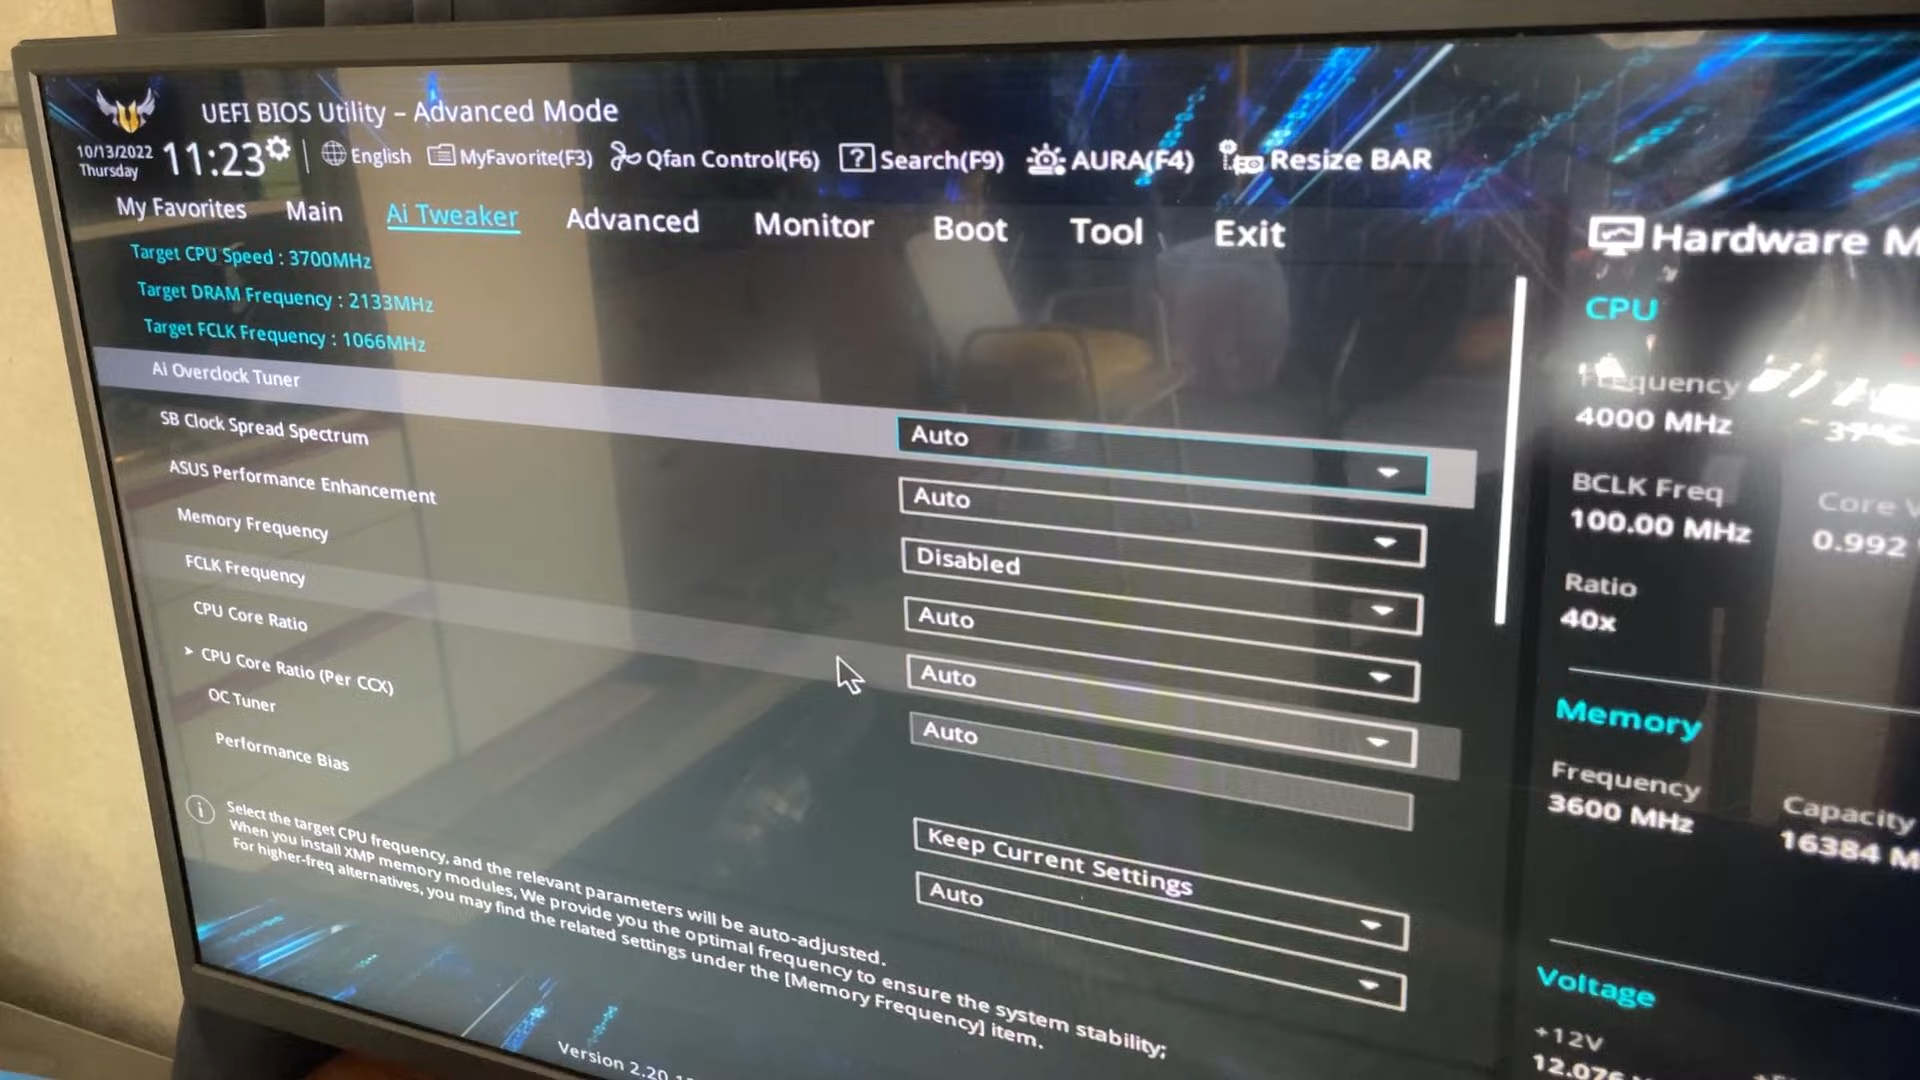 UEFI BIOS Utility – Advanced Mode
10/13/2022
Thursday
11:23
English
MyFavorite(F3)
Qfan Control(F6)
Search(F9)
AURA(F4)
Resize BAR
My Favorites
Main
Ai Tweaker
Advanced
Monitor
Boot
Tool
Exit
Hardware M
Target CPU Speed : 3700MHz
Target DRAM Frequency : 2133MHz
Target FCLK Frequency : 1066MHz
Ai Overclock Tuner
Auto
SB Clock Spread Spectrum
Auto
ASUS Performance Enhancement
Disabled
Memory Frequency
Auto
FCLK Frequency
Auto
CPU Core Ratio
Auto
CPU Core Ratio (Per CCX)
OC Tuner
Keep Current Settings
Performance Bias
Auto
Select the target CPU frequency, and the relevant parameters will be auto-adjusted.
When you install XMP memory modules, We provide you the optimal frequency to ensure the system stability;
For higher-freq alternatives, you may find the related settings under the [Memory Frequency] item.
Version 2.20
CPU
Frequency
4000 MHz
37°C
BCLK Freq
Core V
100.00 MHz
0.992
Ratio
40x
Memory
Frequency
Capacity
3600 MHz
16384 M
Voltage
+12V
12.076